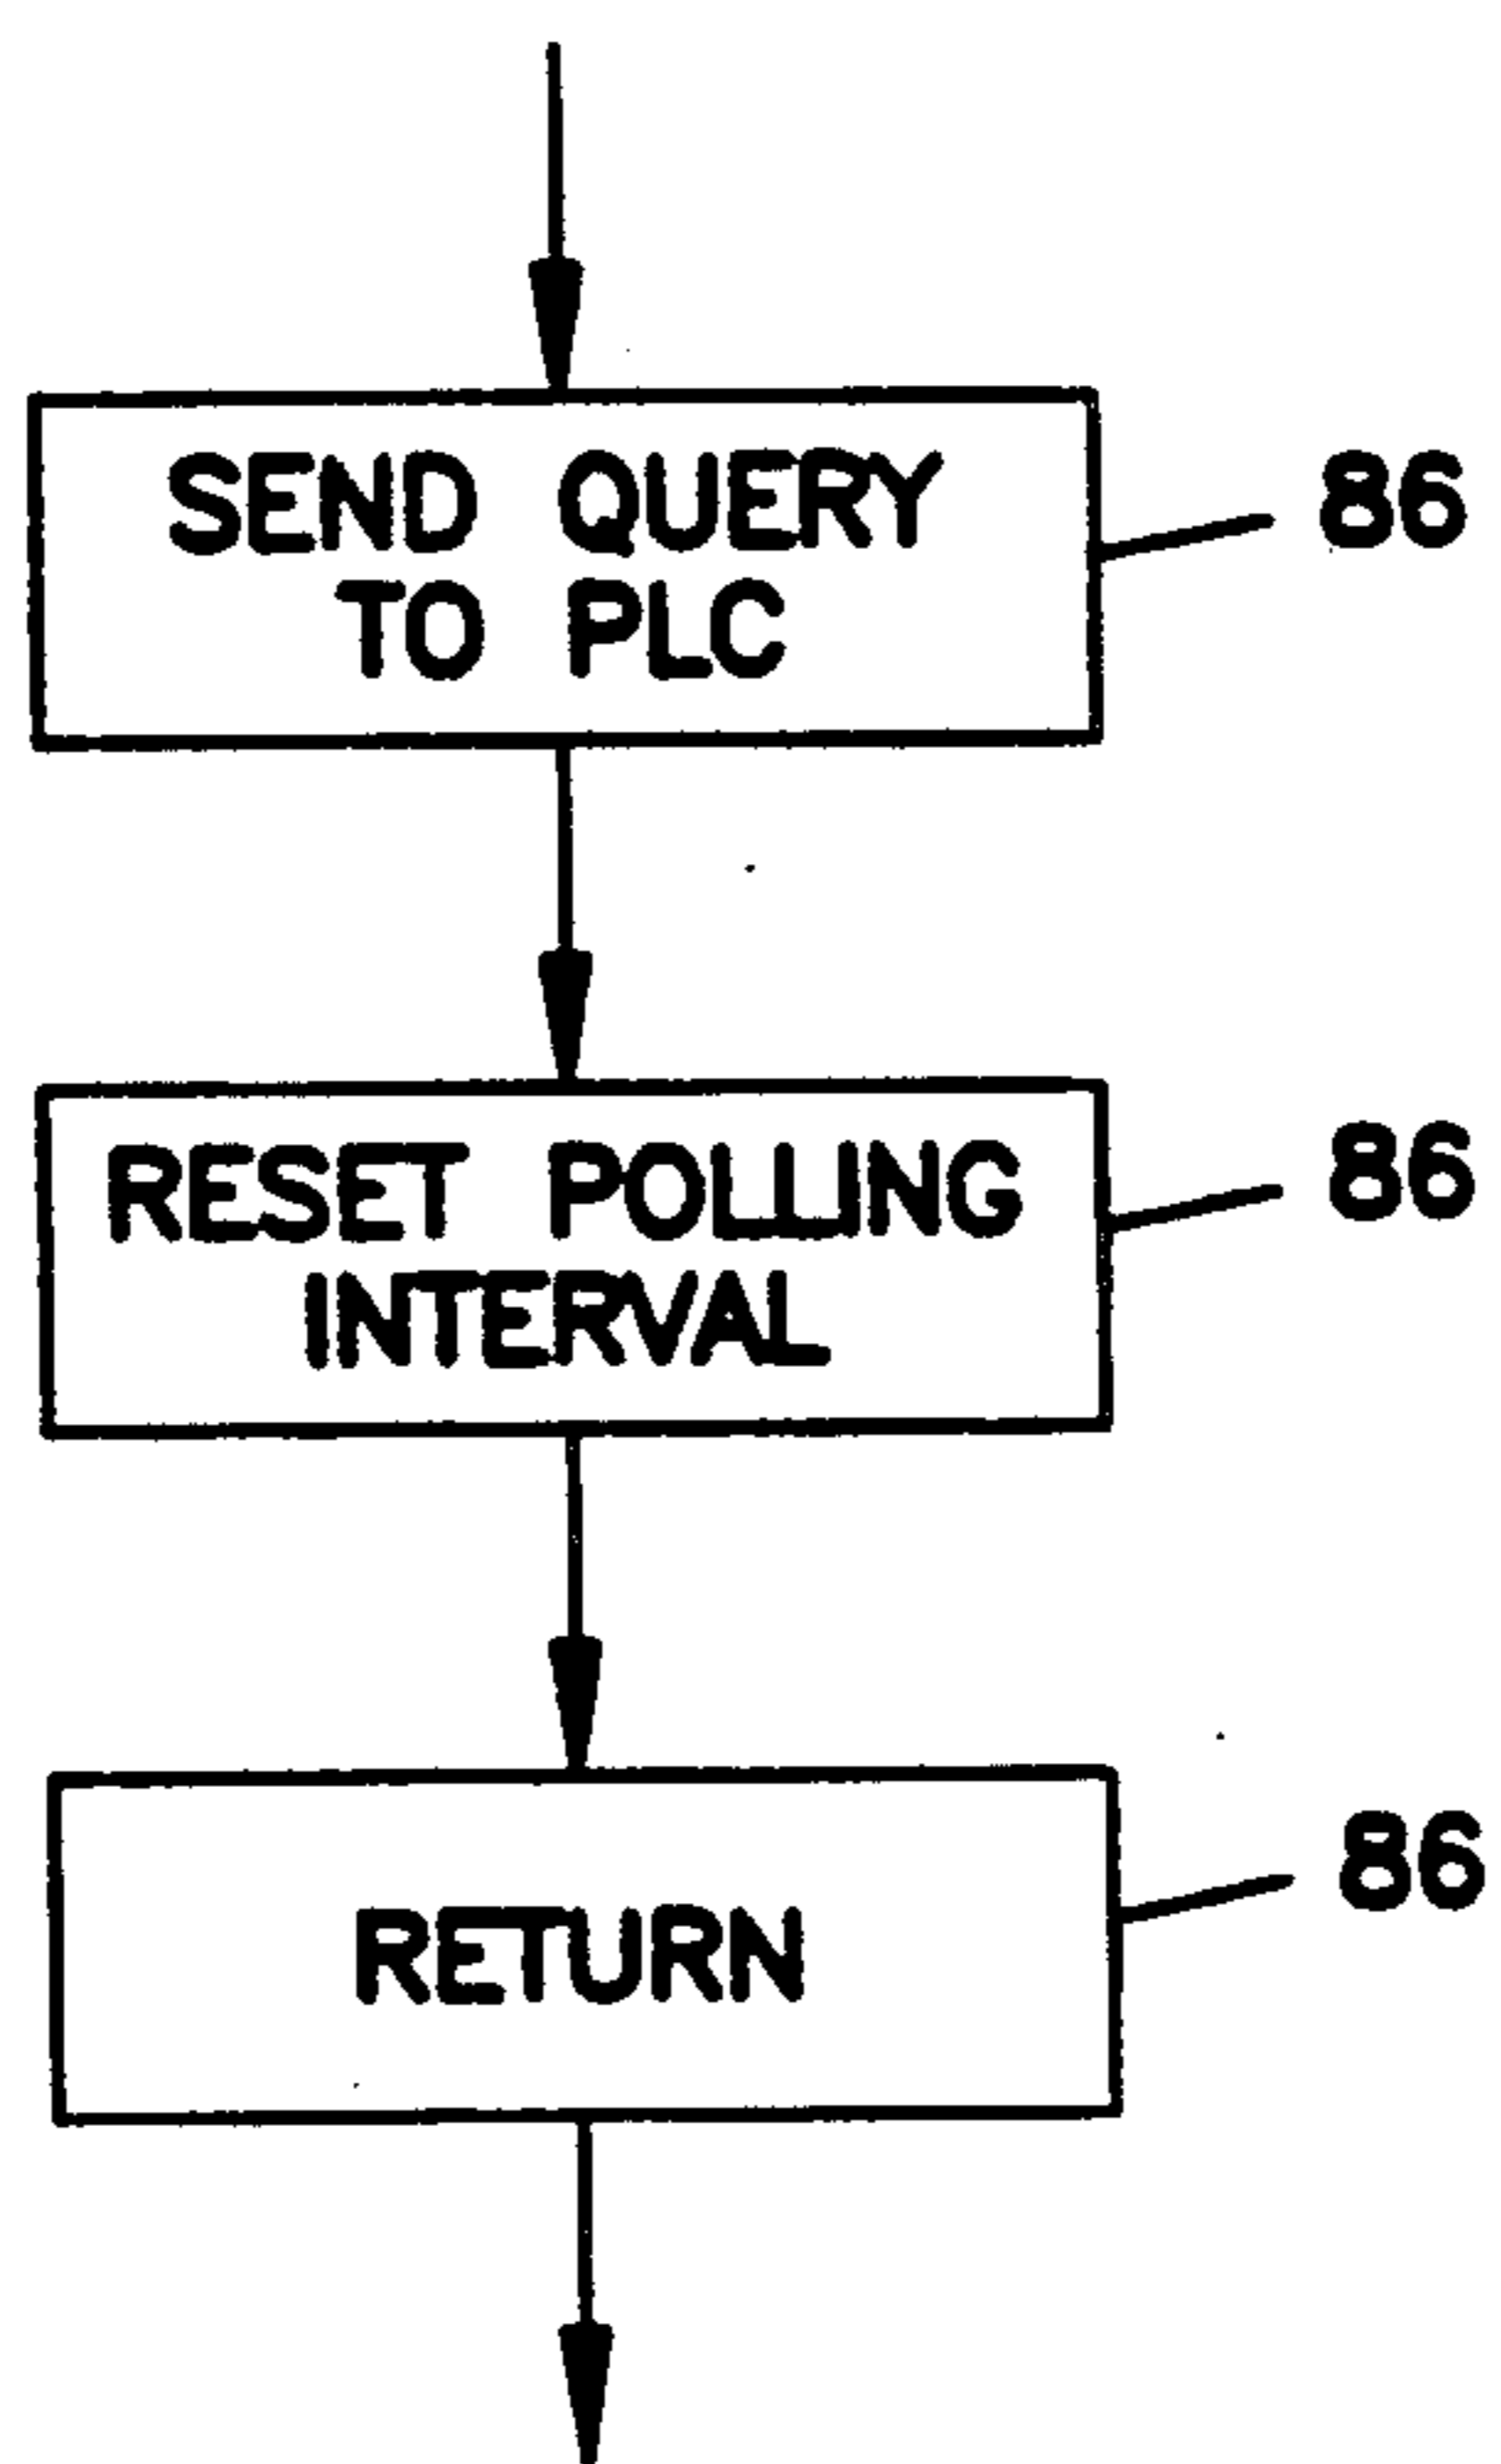 SEND QUERY
TO PLC
86
RESET POLLING
INTERVAL
86
RETURN
86